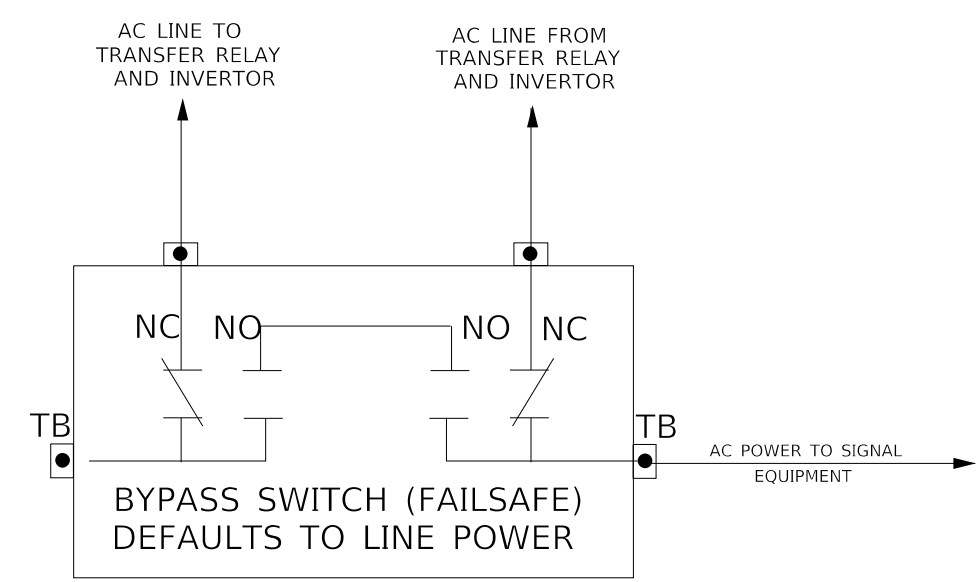 AC LINE TO
TRANSFER RELAY
AND INVERTOR
AC LINE FROM
TRANSFER RELAY
AND INVERTOR
NC NO NO NC
TB
TB
AC POWER TO SIGNAL
EQUIPMENT
BYPASS SWITCH (FAILSAFE)
DEFAULTS TO LINE POWER